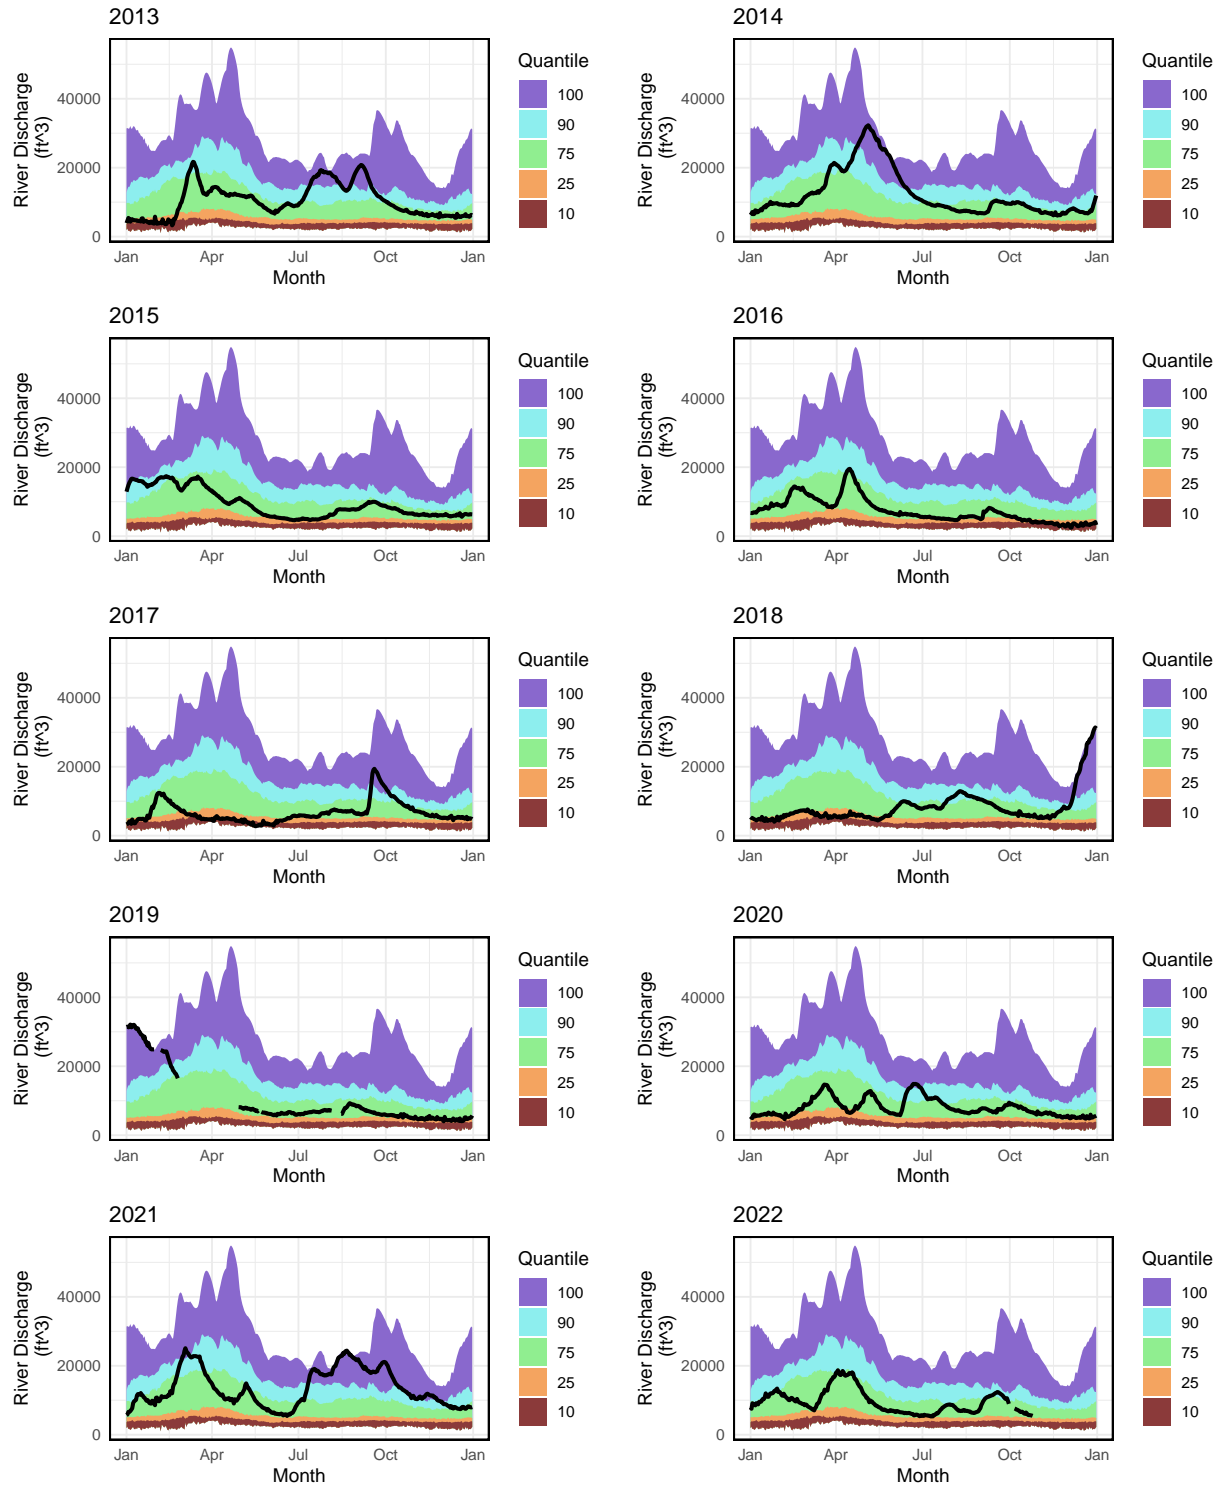 2013
River Discharge
(ft^3)
40000
20000
0
Jan
Apr
Jul
Oct
Jan
Month
Quantile
100
90
75
25
10
2014
River Discharge
(ft^3)
40000
20000
0
Jan
Apr
Jul
Oct
Jan
Month
Quantile
100
90
75
25
10
2015
River Discharge
(ft^3)
40000
20000
0
Jan
Apr
Jul
Oct
Jan
Month
Quantile
100
90
75
25
10
2016
River Discharge
(ft^3)
40000
20000
0
Jan
Apr
Jul
Oct
Jan
Month
Quantile
100
90
75
25
10
2017
River Discharge
(ft^3)
40000
20000
0
Jan
Apr
Jul
Oct
Jan
Month
Quantile
100
90
75
25
10
2018
River Discharge
(ft^3)
40000
20000
0
Jan
Apr
Jul
Oct
Jan
Month
Quantile
100
90
75
25
10
2019
River Discharge
(ft^3)
40000
20000
0
Jan
Apr
Jul
Oct
Jan
Month
Quantile
100
90
75
25
10
2020
River Discharge
(ft^3)
40000
20000
0
Jan
Apr
Jul
Oct
Jan
Month
Quantile
100
90
75
25
10
2021
River Discharge
(ft^3)
40000
20000
0
Jan
Apr
Jul
Oct
Jan
Month
Quantile
100
90
75
25
10
2022
River Discharge
(ft^3)
40000
20000
0
Jan
Apr
Jul
Oct
Jan
Month
Quantile
100
90
75
25
10